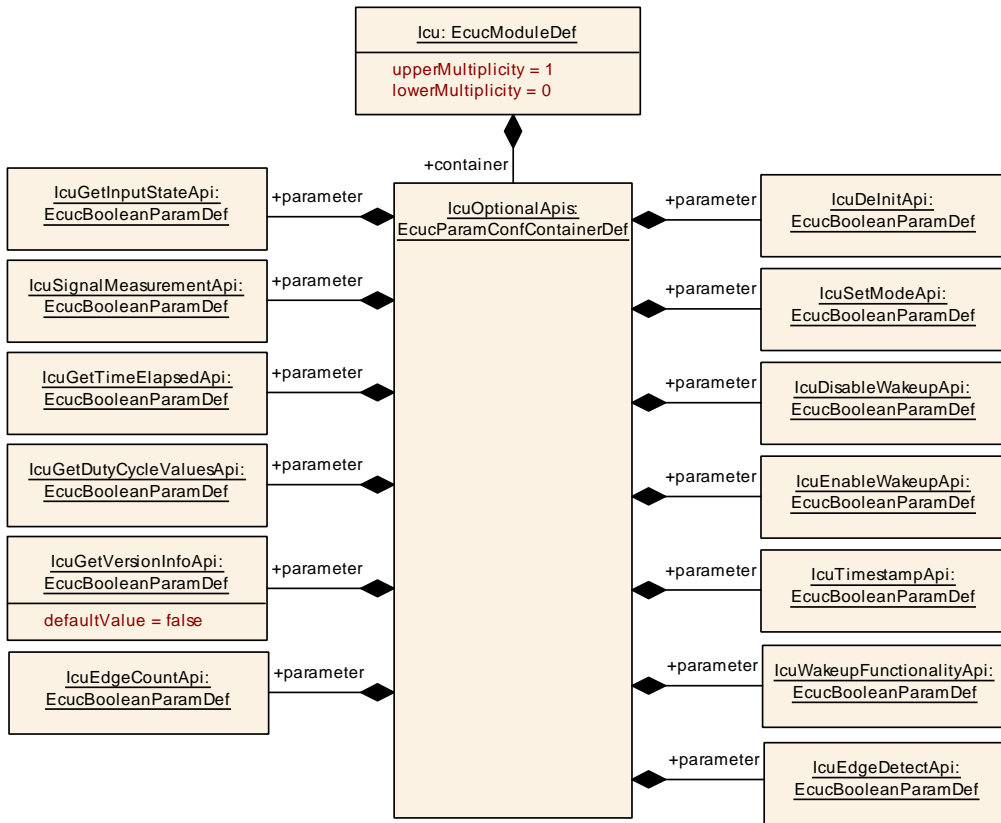 Icu: EcucModuleDef
upperMultiplicity = 1
lowerMultiplicity = 0
+container
IcuOptionalApis:
EcucParamConfContainerDef
IcuGetInputStateApi:
EcucBooleanParamDef
+parameter
IcuSignalMeasurementApi:
EcucBooleanParamDef
+parameter
IcuGetTimeElapsedApi:
EcucBooleanParamDef
+parameter
IcuGetDutyCycleValuesApi:
EcucBooleanParamDef
+parameter
IcuGetVersionInfoApi:
EcucBooleanParamDef
defaultValue = false
+parameter
IcuEdgeCountApi:
EcucBooleanParamDef
+parameter
+parameter
IcuDeInitApi:
EcucBooleanParamDef
+parameter
IcuSetModeApi:
EcucBooleanParamDef
+parameter
IcuDisableWakeupApi:
EcucBooleanParamDef
+parameter
IcuEnableWakeupApi:
EcucBooleanParamDef
+parameter
IcuTimestampApi:
EcucBooleanParamDef
+parameter
IcuWakeupFunctionalityApi:
EcucBooleanParamDef
+parameter
IcuEdgeDetectApi:
EcucBooleanParamDef